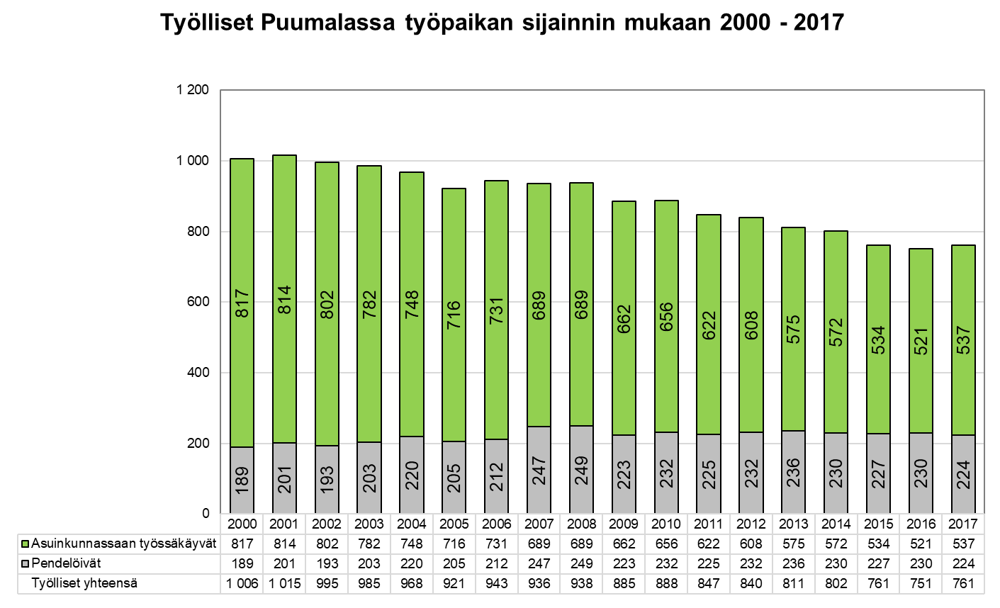 Työlliset Puumalassa työpaikan sijainnin mukaan 2000 - 2017
1 200
1 000
800
600
400
200
0
817 814 802 782 748 716 731 689 689 662 656 622 608 575 572 534 521 537
189 201 193 203 220 205 212 247 249 223 232 225 232 236 230 227 230 224
2000 2001 2002 2003 2004 2005 2006 2007 2008 2009 2010 2011 2012 2013 2014 2015 2016 2017
Asuinkunnassaan työssäkäyvät 817 814 802 782 748 716 731 689 689 662 656 622 608 575 572 534 521 537
Pendelöivät 189 201 193 203 220 205 212 247 249 223 232 225 232 236 230 227 230 224
Työlliset yhteensä 1 006 1 015 995 985 968 921 943 936 938 885 888 847 840 811 802 761 751 761